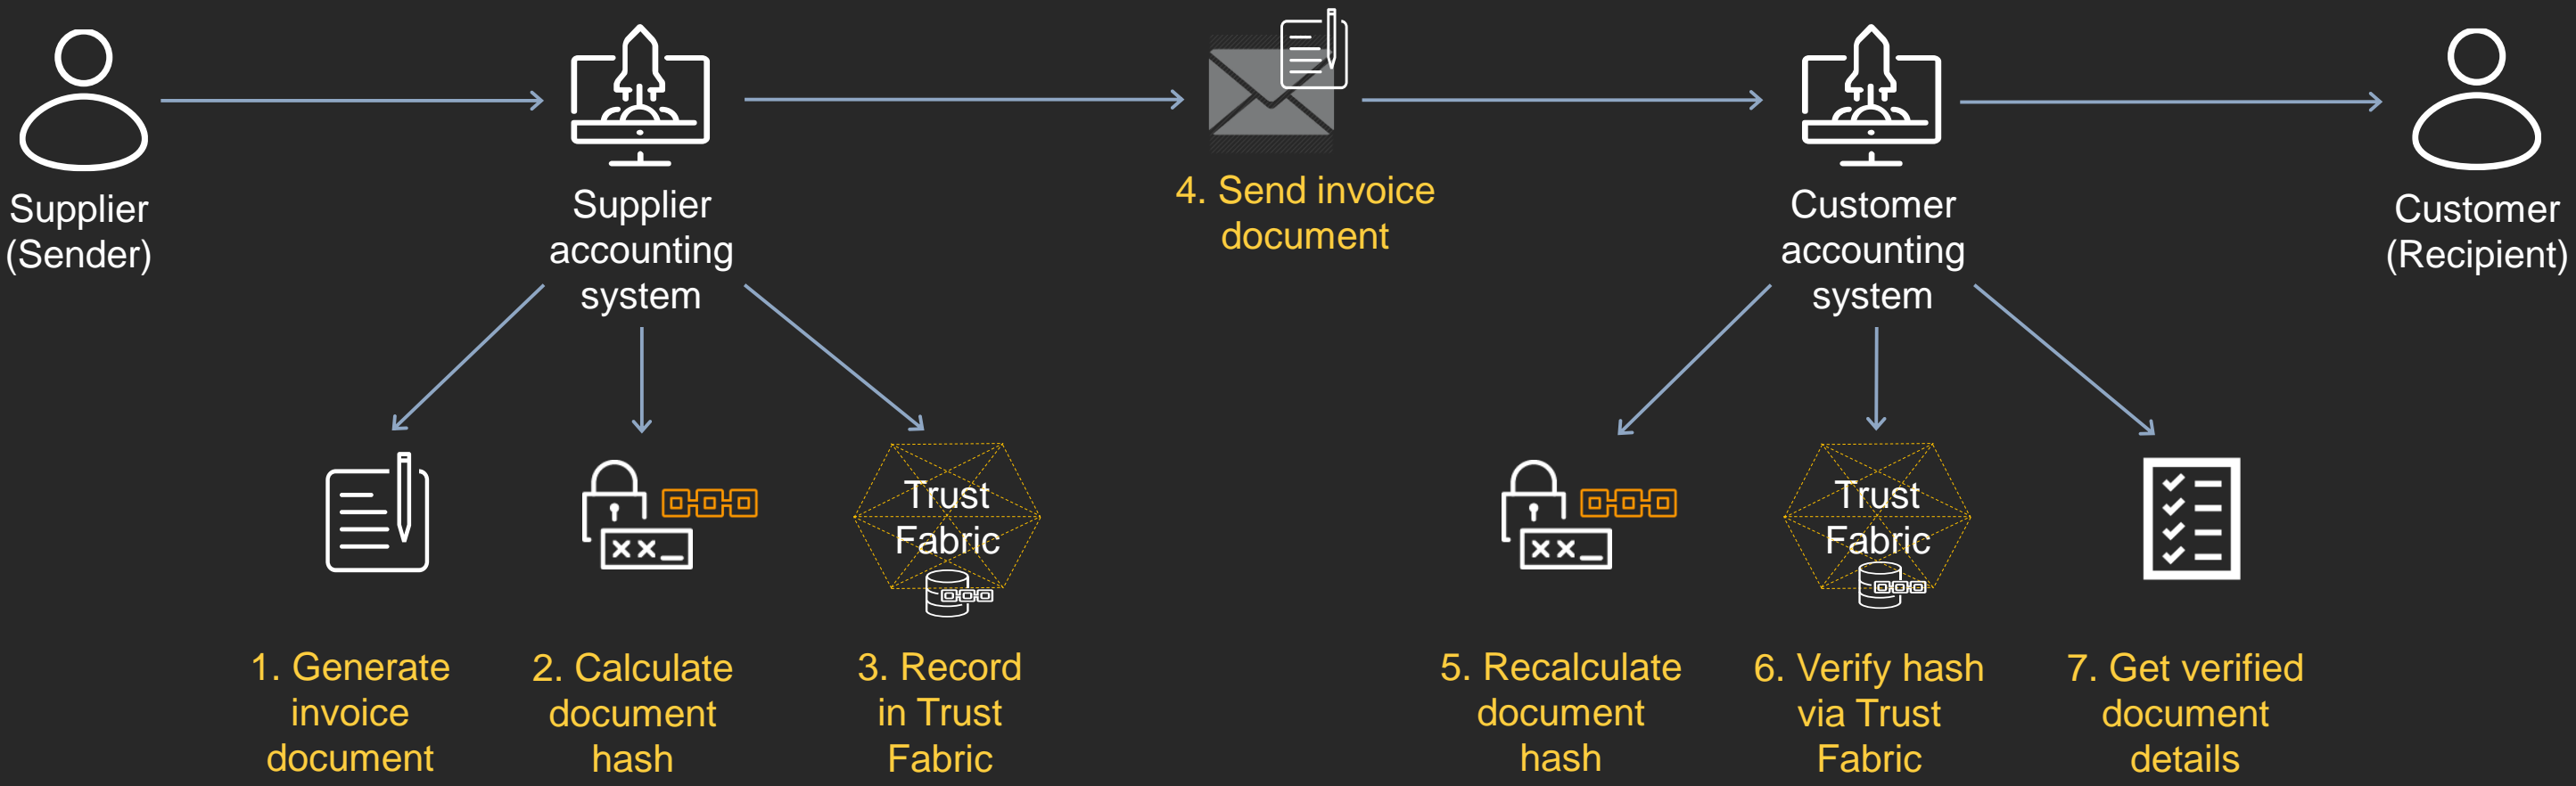 Supplier
(Sender)
Supplier
accounting
system
4. Send invoice
document
Customer
accounting
system
Customer
(Recipient)
1. Generate
invoice
document
2. Calculate
document
hash
Trust
Fabric
3. Record
in Trust
Fabric
5. Recalculate
document
hash
Trust
Fabric
6. Verify hash
via Trust
Fabric
7. Get verified
document
details